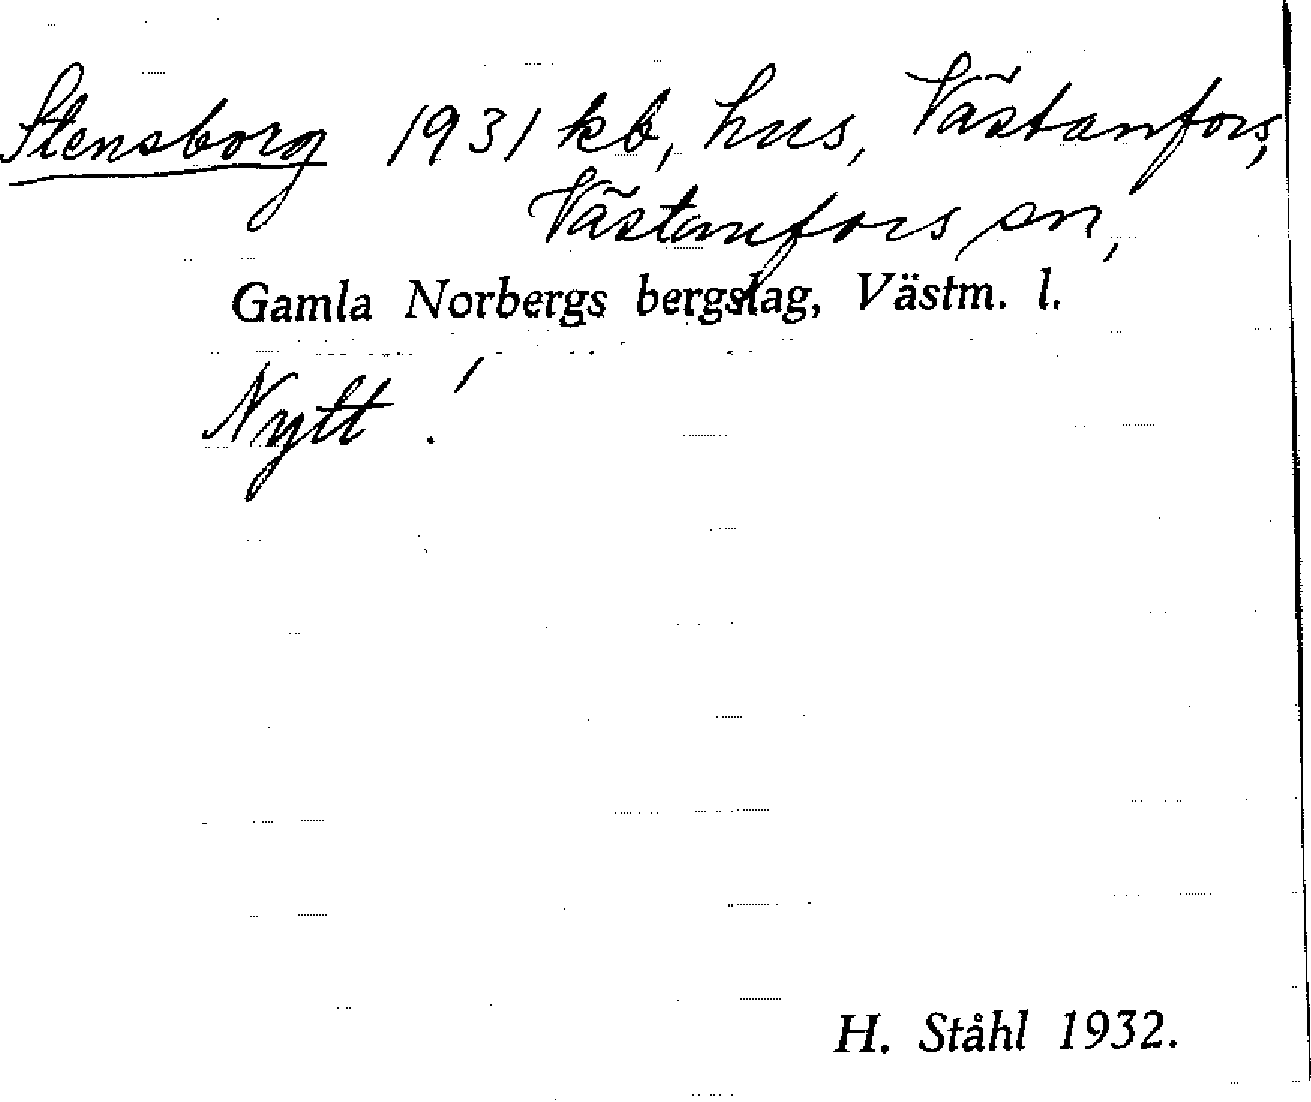 Stensborg 1931 kb, hus, Västanfors,
Västanfors sn,
Gamla Norbergs bergslag, Västm. l.
Nytt!
H. Ståhl 1932.